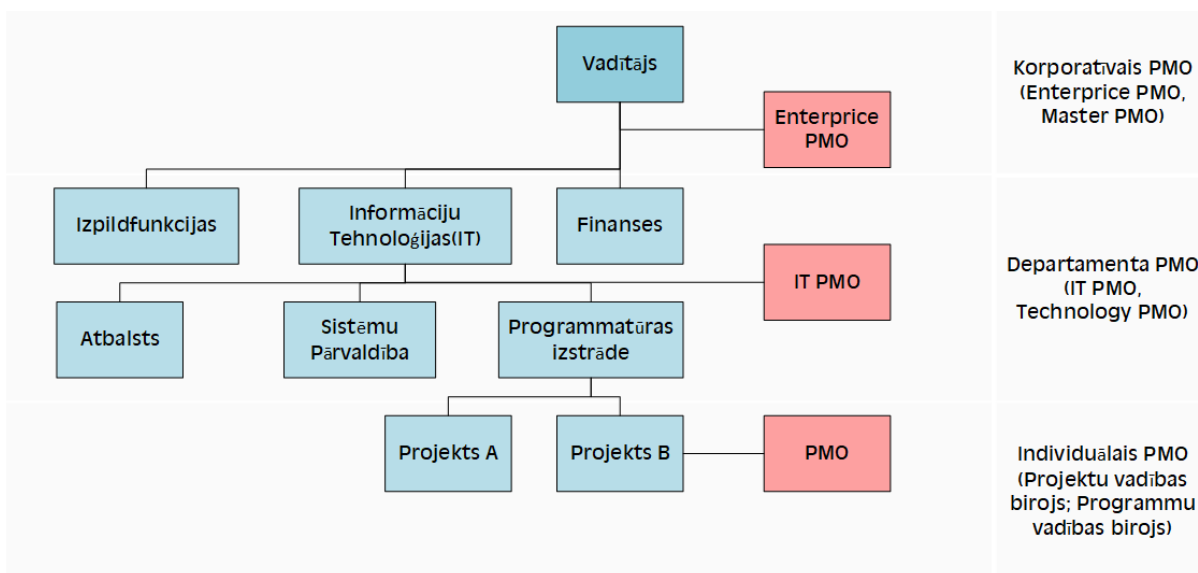 Vadītājs
Korporatīvais PMO
(Enterprice PMO,
Master PMO)
Enterprice
PMO
Izpildfunkcijas
Informāciju
Tehnoloģijas(IT)
Finanses
Departamenta PMO
(IT PMO,
Technology PMO)
IT PMO
Atbalsts
Sistēmu
Pārvaldība
Programmatūras
izstrāde
Projekts A
Projekts B
PMO
Individuālais PMO
(Projektu vadības
birojs; Programmu
vadības birojs)